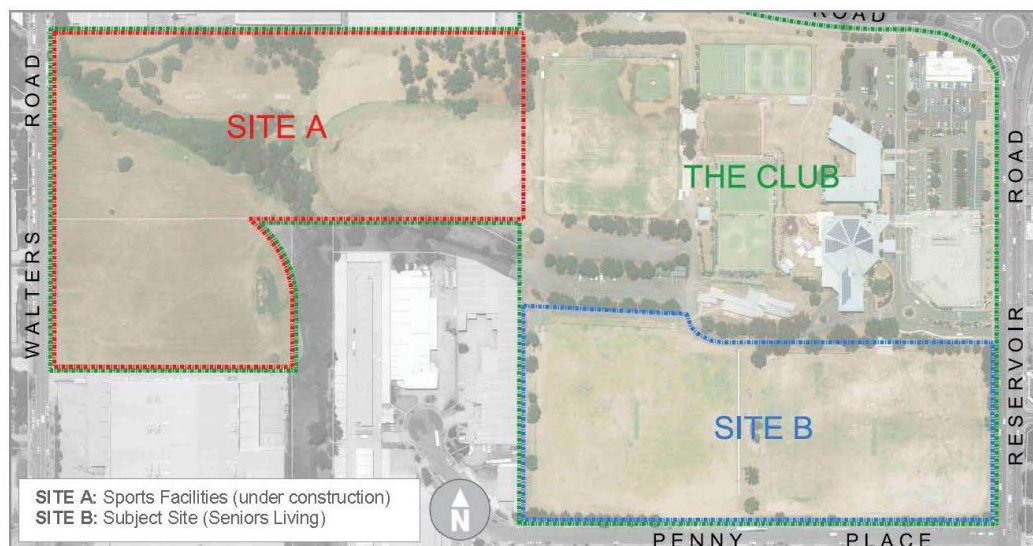 ROAD
WALTERS ROAD
SITE A
THE CLUB
RESERVOIR ROAD
SITE B
SITE A: Sports Facilities (under construction)
SITE B: Subject Site (Seniors Living)
N
PENNY PLACE